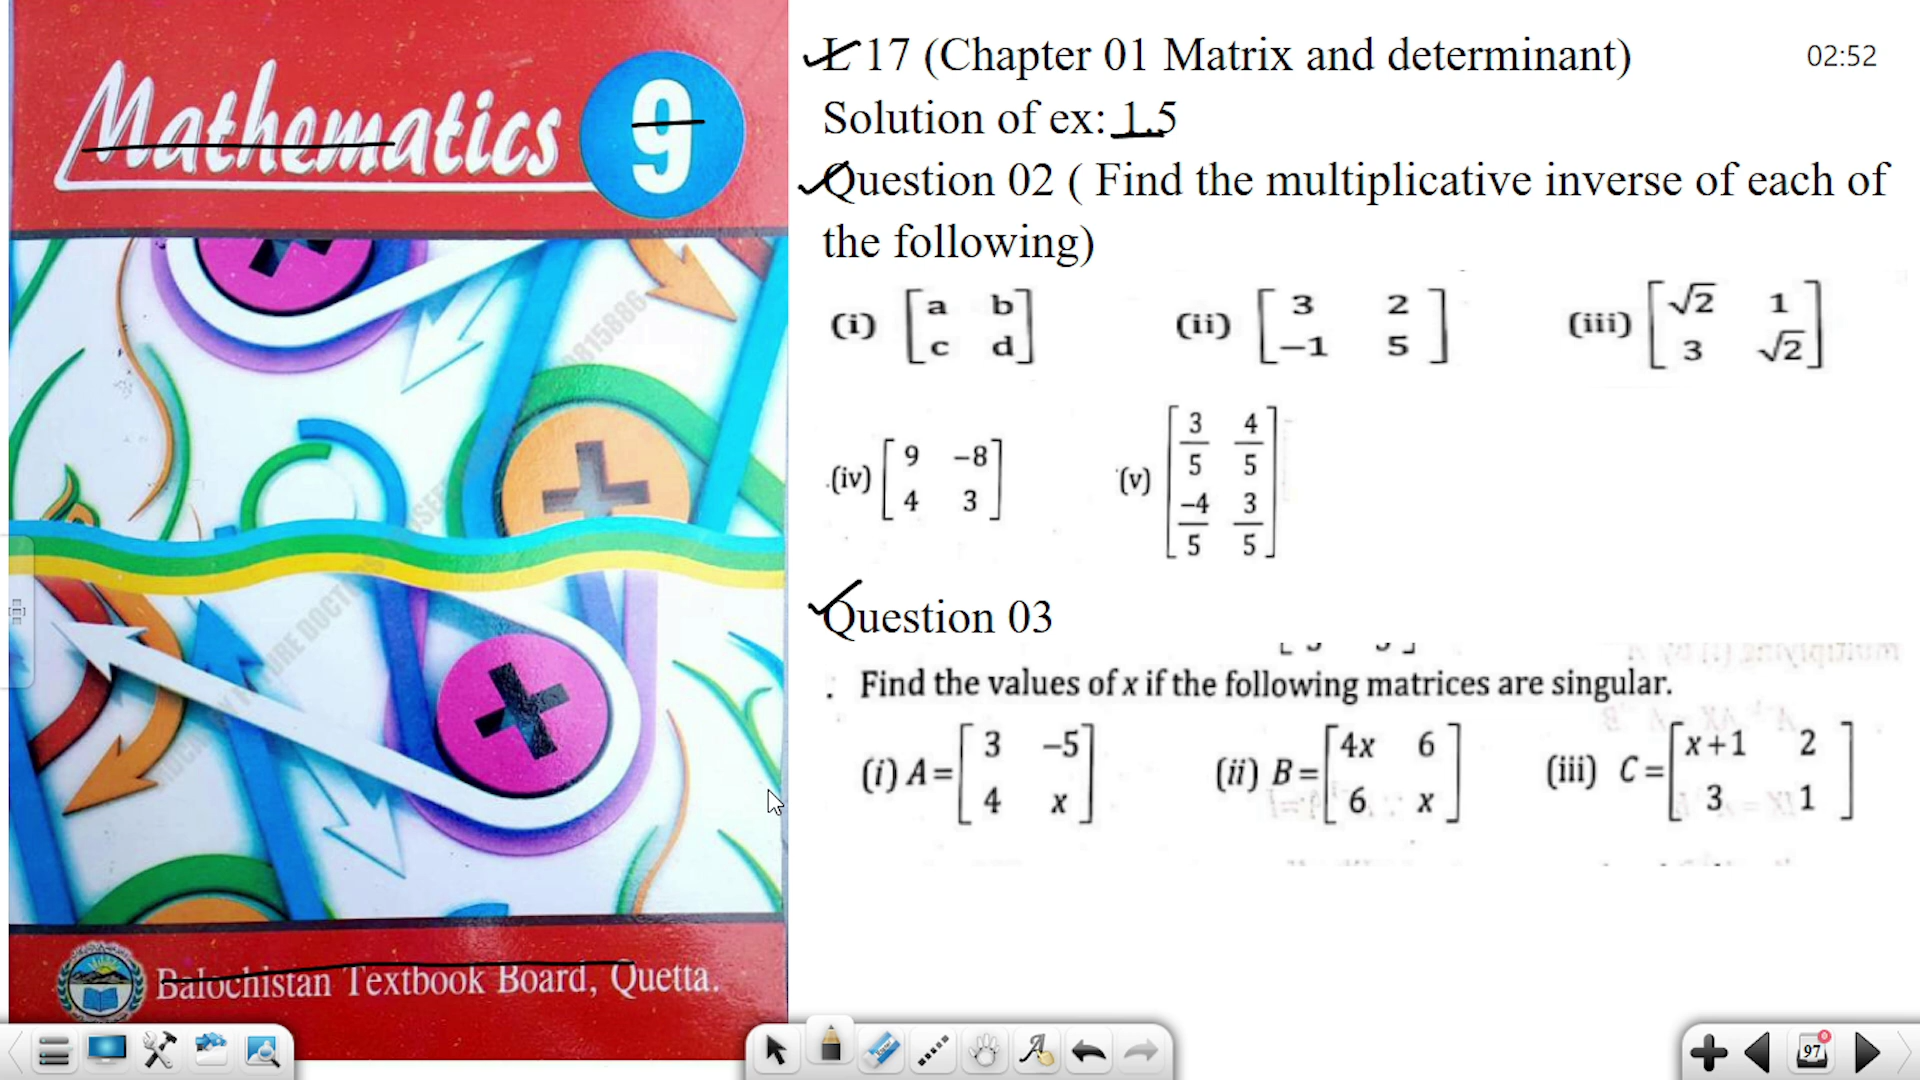 Mathematics 9
Balochistan Textbook Board, Quetta.
L 17 (Chapter 01 Matrix and determinant)
02:52
Solution of ex: 1.5
Question 02 ( Find the multiplicative inverse of each of
the following)
(i) [a b; c d] (ii) [3 2; −1 5] (iii) [√2 1; 3 √2]
(iv) [9 −8; 4 3] (v) [3/5 4/5; −4/5 3/5]
Question 03
Find the values of x if the following matrices are singular.
(i) A = [3 −5; 4 x] (ii) B = [4x 6; 6 x] (iii) C = [x+1 2; 3 1]
97